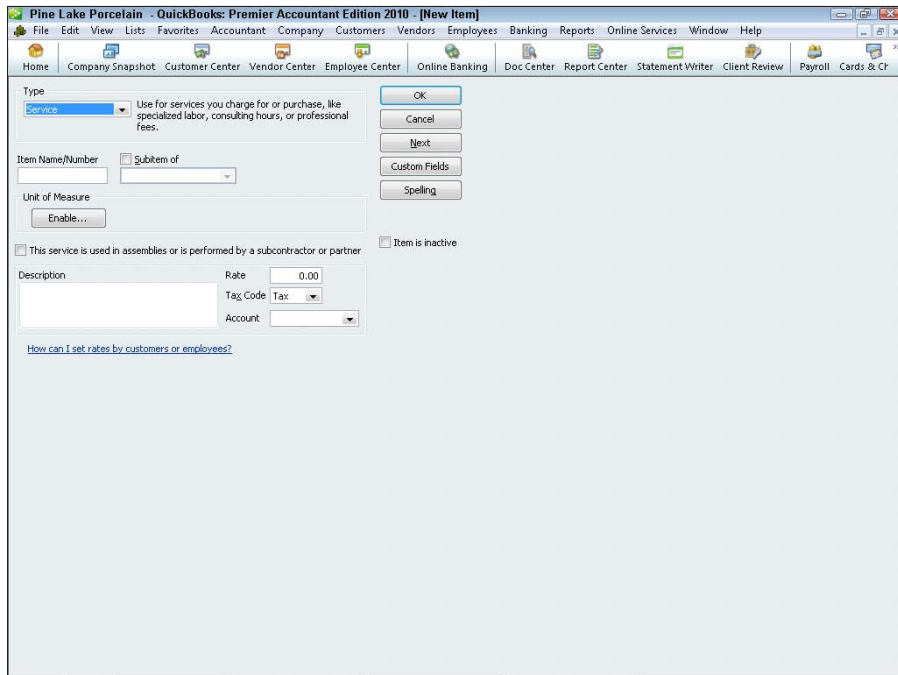 Pine Lake Porcelain - QuickBooks: Premier Accountant Edition 2010 - [New Item]
File Edit View Lists Favorites Accountant Company Customers Vendors Employees Banking Reports Online Services Window Help
Home Company Snapshot Customer Center Vendor Center Employee Center Online Banking Doc Center Report Center Statement Writer Client Review Payroll Cards & Ch
Type
Service
Use for services you charge for or purchase, like
specialized labor, consulting hours, or professional
fees.
OK
Cancel
Next
Custom Fields
Spelling
Item Name/Number Subitem of
Unit of Measure
Enable...
This service is used in assemblies or is performed by a subcontractor or partner
Item is inactive
Description
Rate 0.00
Tax Code Tax
Account
How can I set rates by customers or employees?